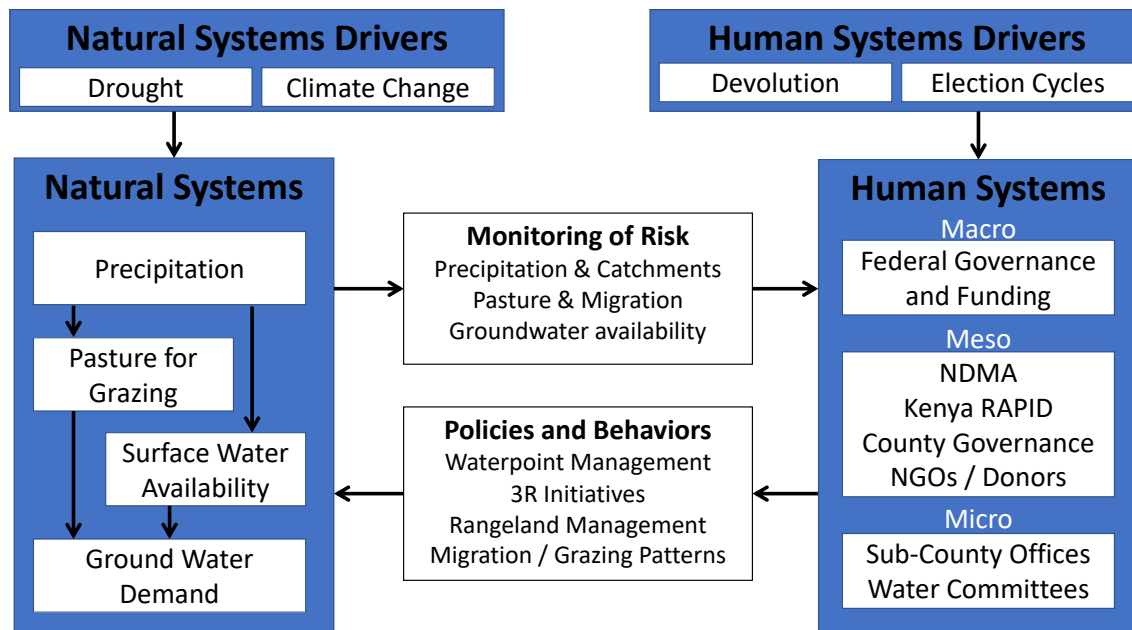 Natural Systems Drivers
Drought
Climate Change
Human Systems Drivers
Devolution
Election Cycles
Natural Systems
Precipitation
Pasture for
Grazing
Surface Water
Availability
Ground Water
Demand
Monitoring of Risk
Precipitation & Catchments
Pasture & Migration
Groundwater availability
Policies and Behaviors
Waterpoint Management
3R Initiatives
Rangeland Management
Migration / Grazing Patterns
Human Systems
Macro
Federal Governance
and Funding
Meso
NDMA
Kenya RAPID
County Governance
NGOs / Donors
Micro
Sub-County Offices
Water Committees